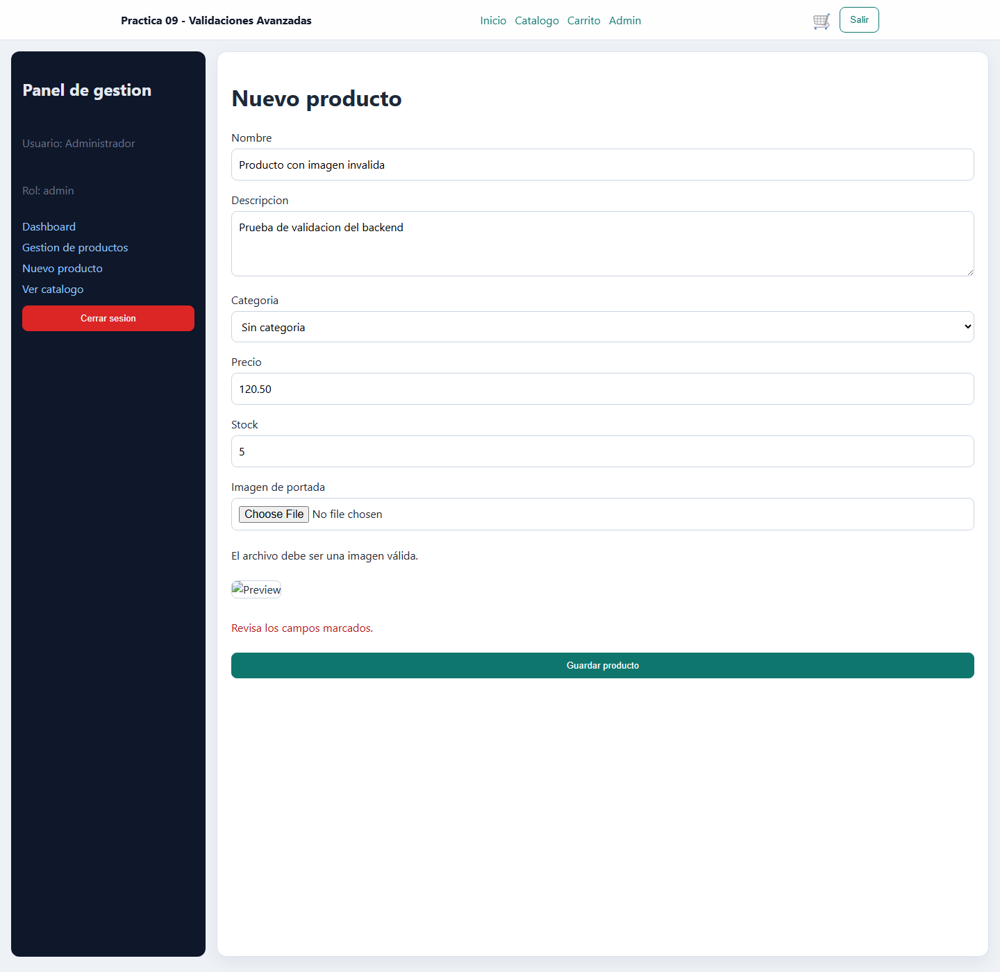 Practica 09 - Validaciones Avanzadas
Inicio Catalogo Carrito Admin
Salir
Panel de gestion
Usuario: Administrador
Rol: admin
Dashboard
Gestion de productos
Nuevo producto
Ver catalogo
Cerrar sesion
Nuevo producto
Nombre
Producto con imagen invalida
Descripcion
Prueba de validacion del backend
Categoria
Sin categoria
Precio
120.50
Stock
5
Imagen de portada
Choose File No file chosen
El archivo debe ser una imagen válida.
Preview
Revisa los campos marcados.
Guardar producto